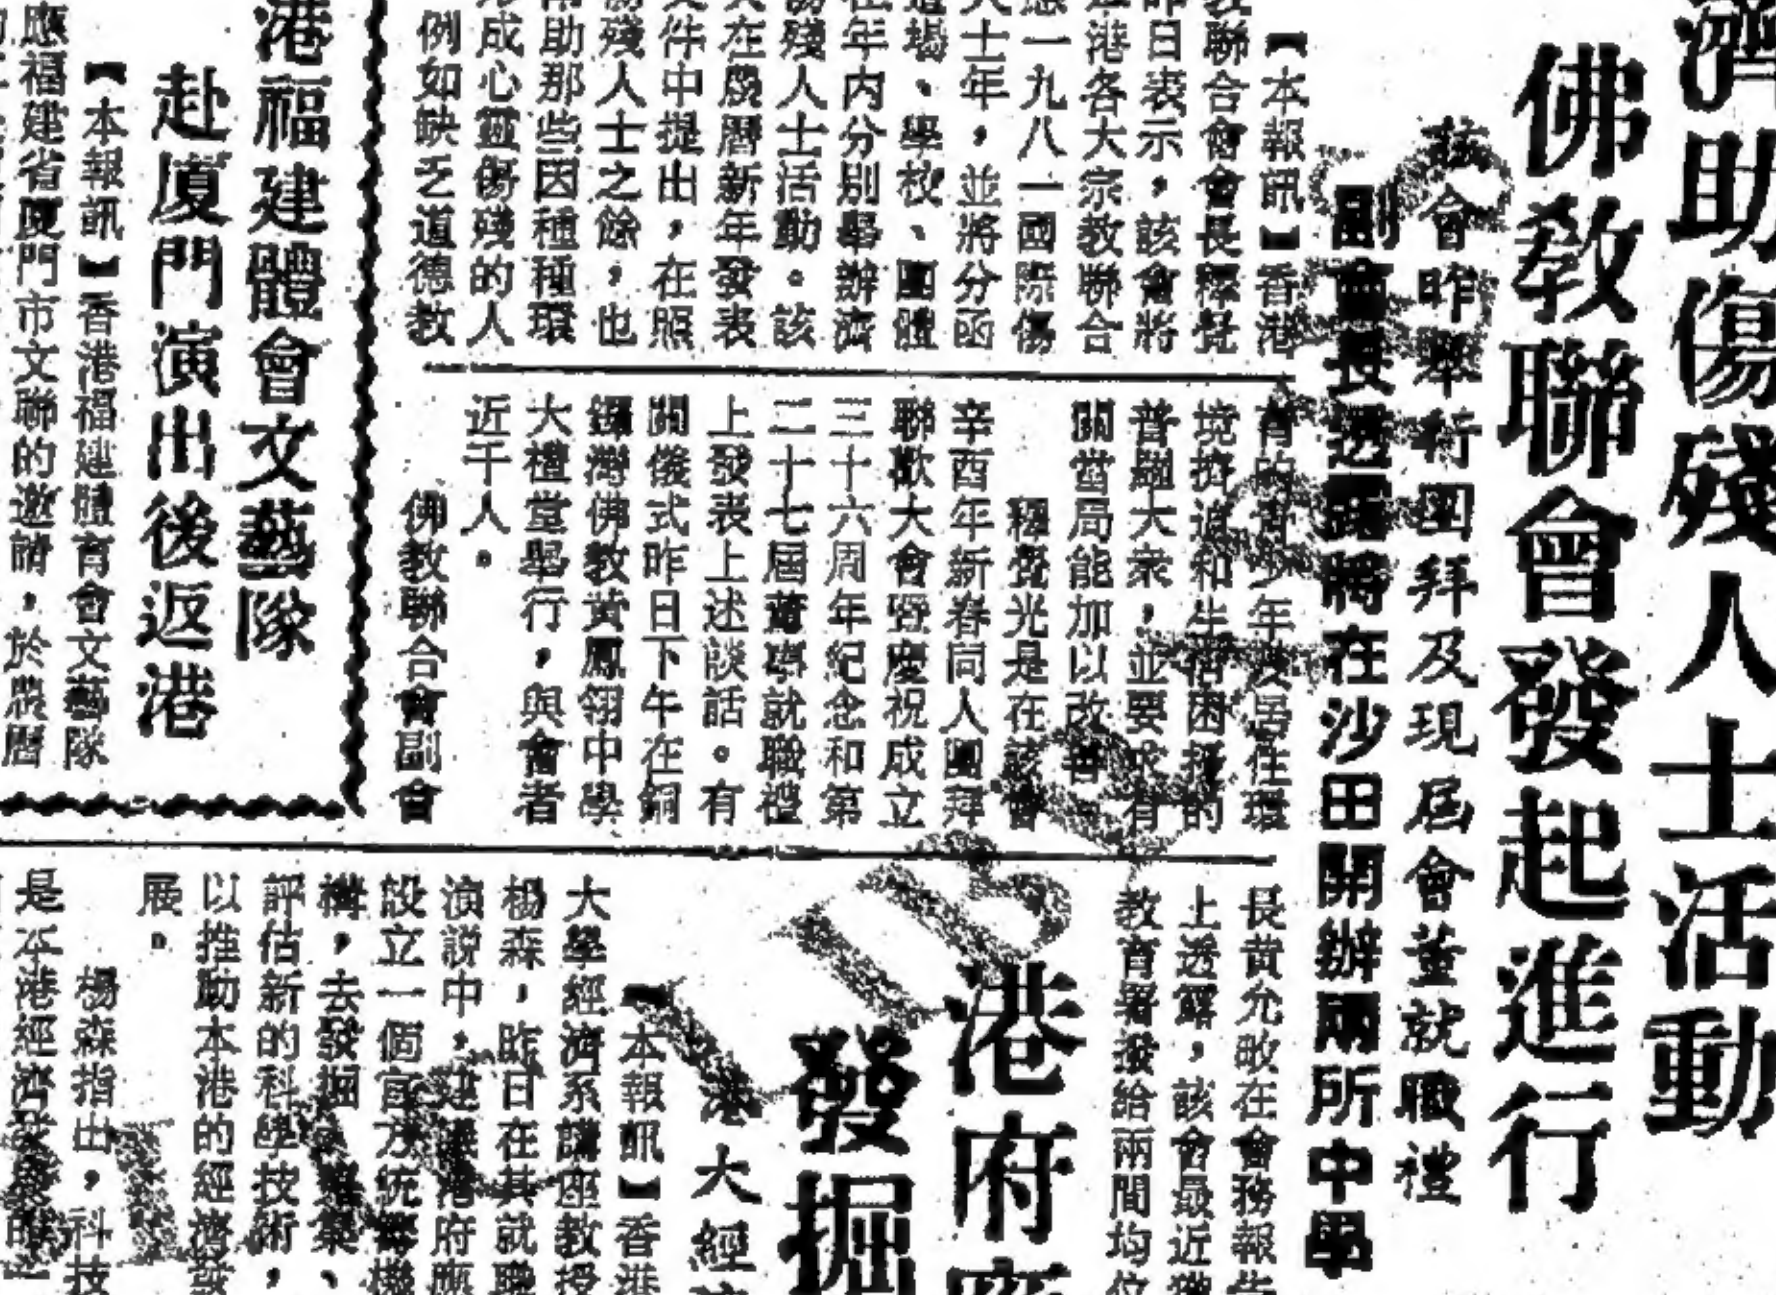 濟助傷殘人士活動
佛教聯會發起進行
該會昨舉行團拜及現屆會董就職禮
副會長透露將在沙田開辦兩所中學
【本報訊】香港
教聯合會會長釋覺
昨日表示，該會將
港各大宗教聯合
應一九八一國際傷
人士年，並將分函
道場、學校、團體
在年內分別舉辦濟
傷殘人士活動。該
在農曆新年發表
文件中提出，在照
傷殘人士之餘，也
助那些因種種環
形成心靈傷殘的人
例如缺乏道德教
育的青少年及居住環
境擠迫和生活困擾的
普羅大衆，並要求有
關當局能加以改善。
釋覺光是在該會
辛酉年新春同人團拜
聯歡大會暨慶祝成立
三十六周年紀念和第
二十七屆董事就職禮
上發表上述談話。有
關儀式昨日下午在銅
鑼灣佛教黃鳳翎中學
大禮堂舉行，與會者
近千人。
佛教聯合會副會
長黃允畋在會務報告
上透露，該會最近獲
教育署撥給兩間均位
港福建體會文藝隊
赴廈門演出後返港
【本報訊】香港福建體育會文藝隊
應福建省廈門市文聯的邀請，於農曆
港府應
發掘
港大經濟
【本報訊】香港
大學經濟系講座教授
楊森，昨日在其就職
演說中，建議港府應
設立一個官方統籌機
構，去發掘、搜集、
評估新的科學技術，
以推動本港的經濟發
展。
楊森指出，科技
是本港經濟發展的